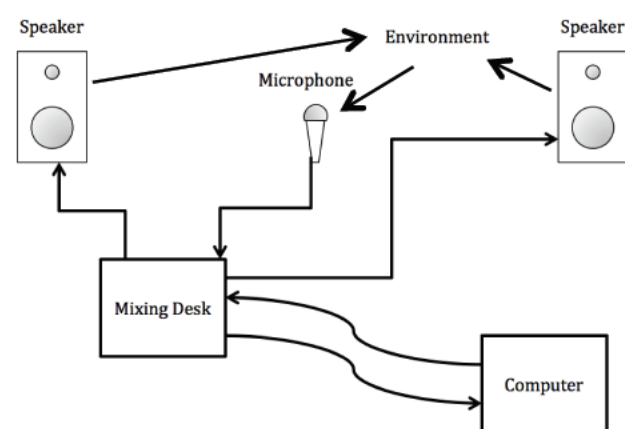 Speaker
Speaker
Environment
Microphone
Mixing Desk
Computer